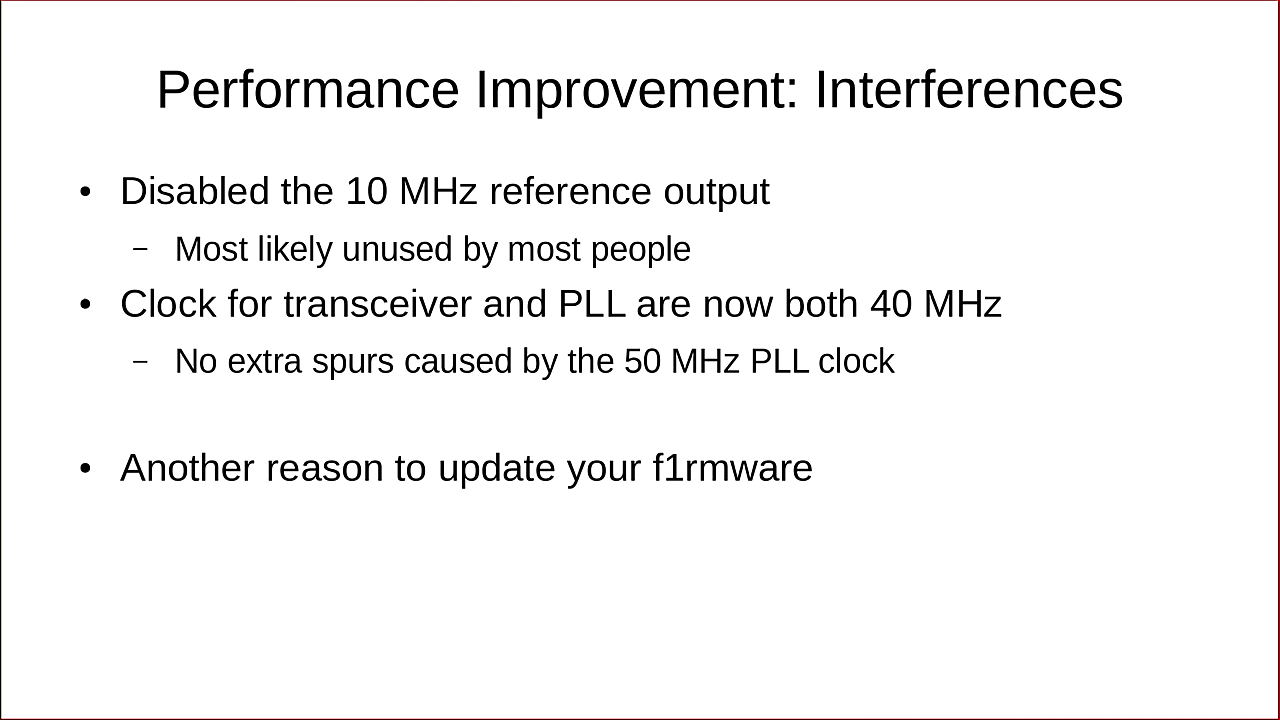 Performance Improvement: Interferences
• Disabled the 10 MHz reference output
– Most likely unused by most people
• Clock for transceiver and PLL are now both 40 MHz
– No extra spurs caused by the 50 MHz PLL clock
• Another reason to update your f1rmware